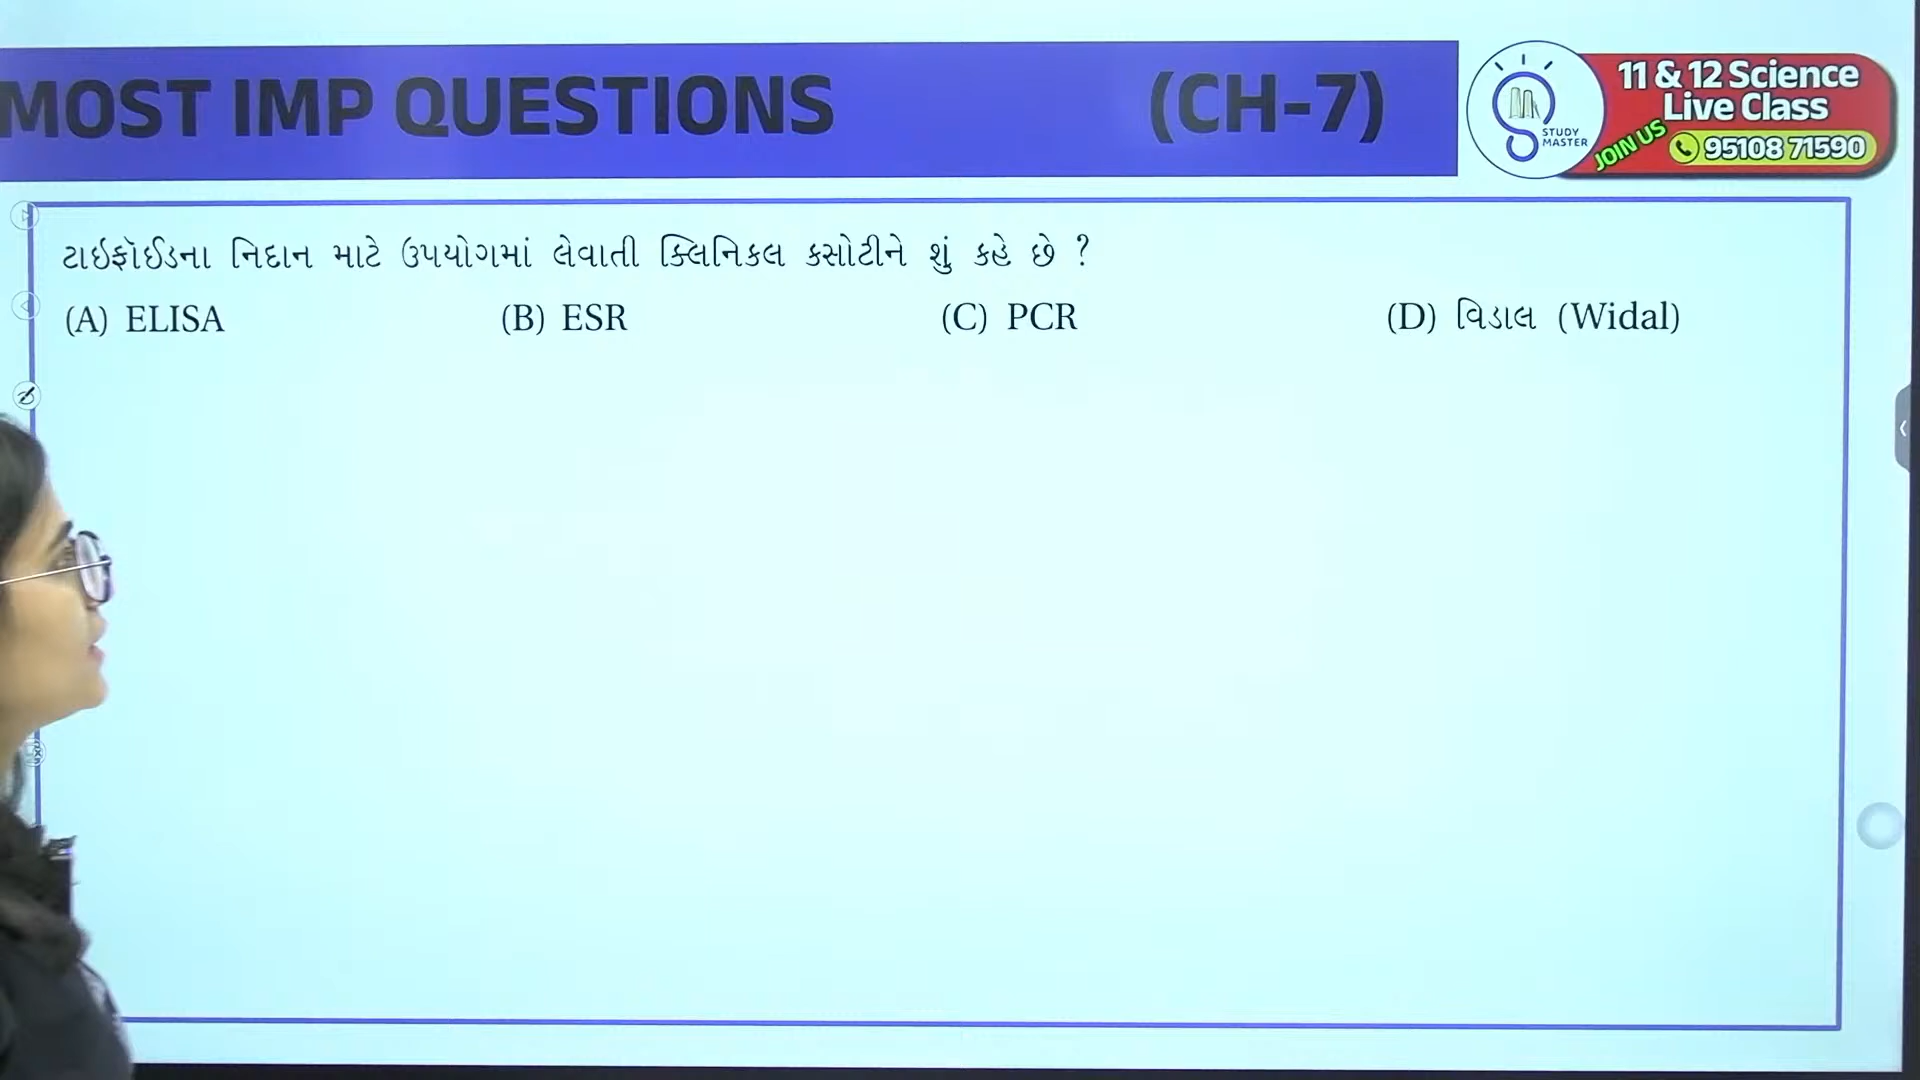 MOST IMP QUESTIONS (CH-7)
11 & 12 Science
Live Class
STUDY
MASTER
JOIN US
95108 71590
ટાઇફૉઈડના નિદાન માટે ઉપયોગમાં લેવાતી ક્લિનિકલ કસોટીને શું કહે છે ?
(A) ELISA (B) ESR (C) PCR (D) વિડાલ (Widal)